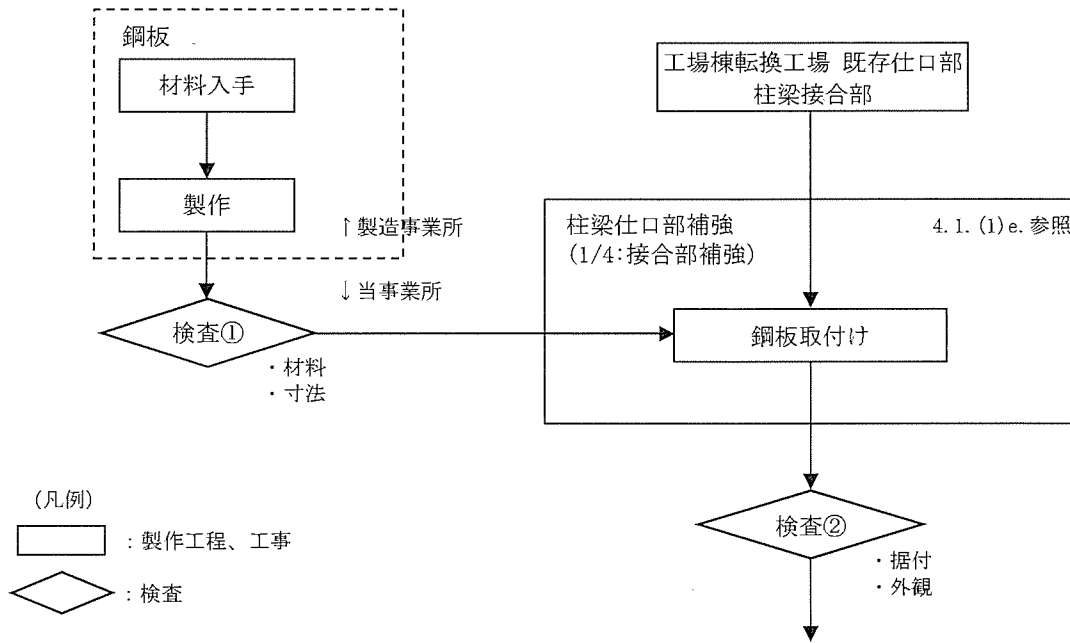 鋼板
材料入手
製作
↑製造事業所
↓当事業所
検査①
・材料
・寸法
工場棟転換工場 既存仕口部
柱梁接合部
柱梁仕口部補強
(1/4:接合部補強)
4.1.(1)e.参照
鋼板取付け
検査②
・据付
・外観
(凡例)
：製作工程、工事
：検査